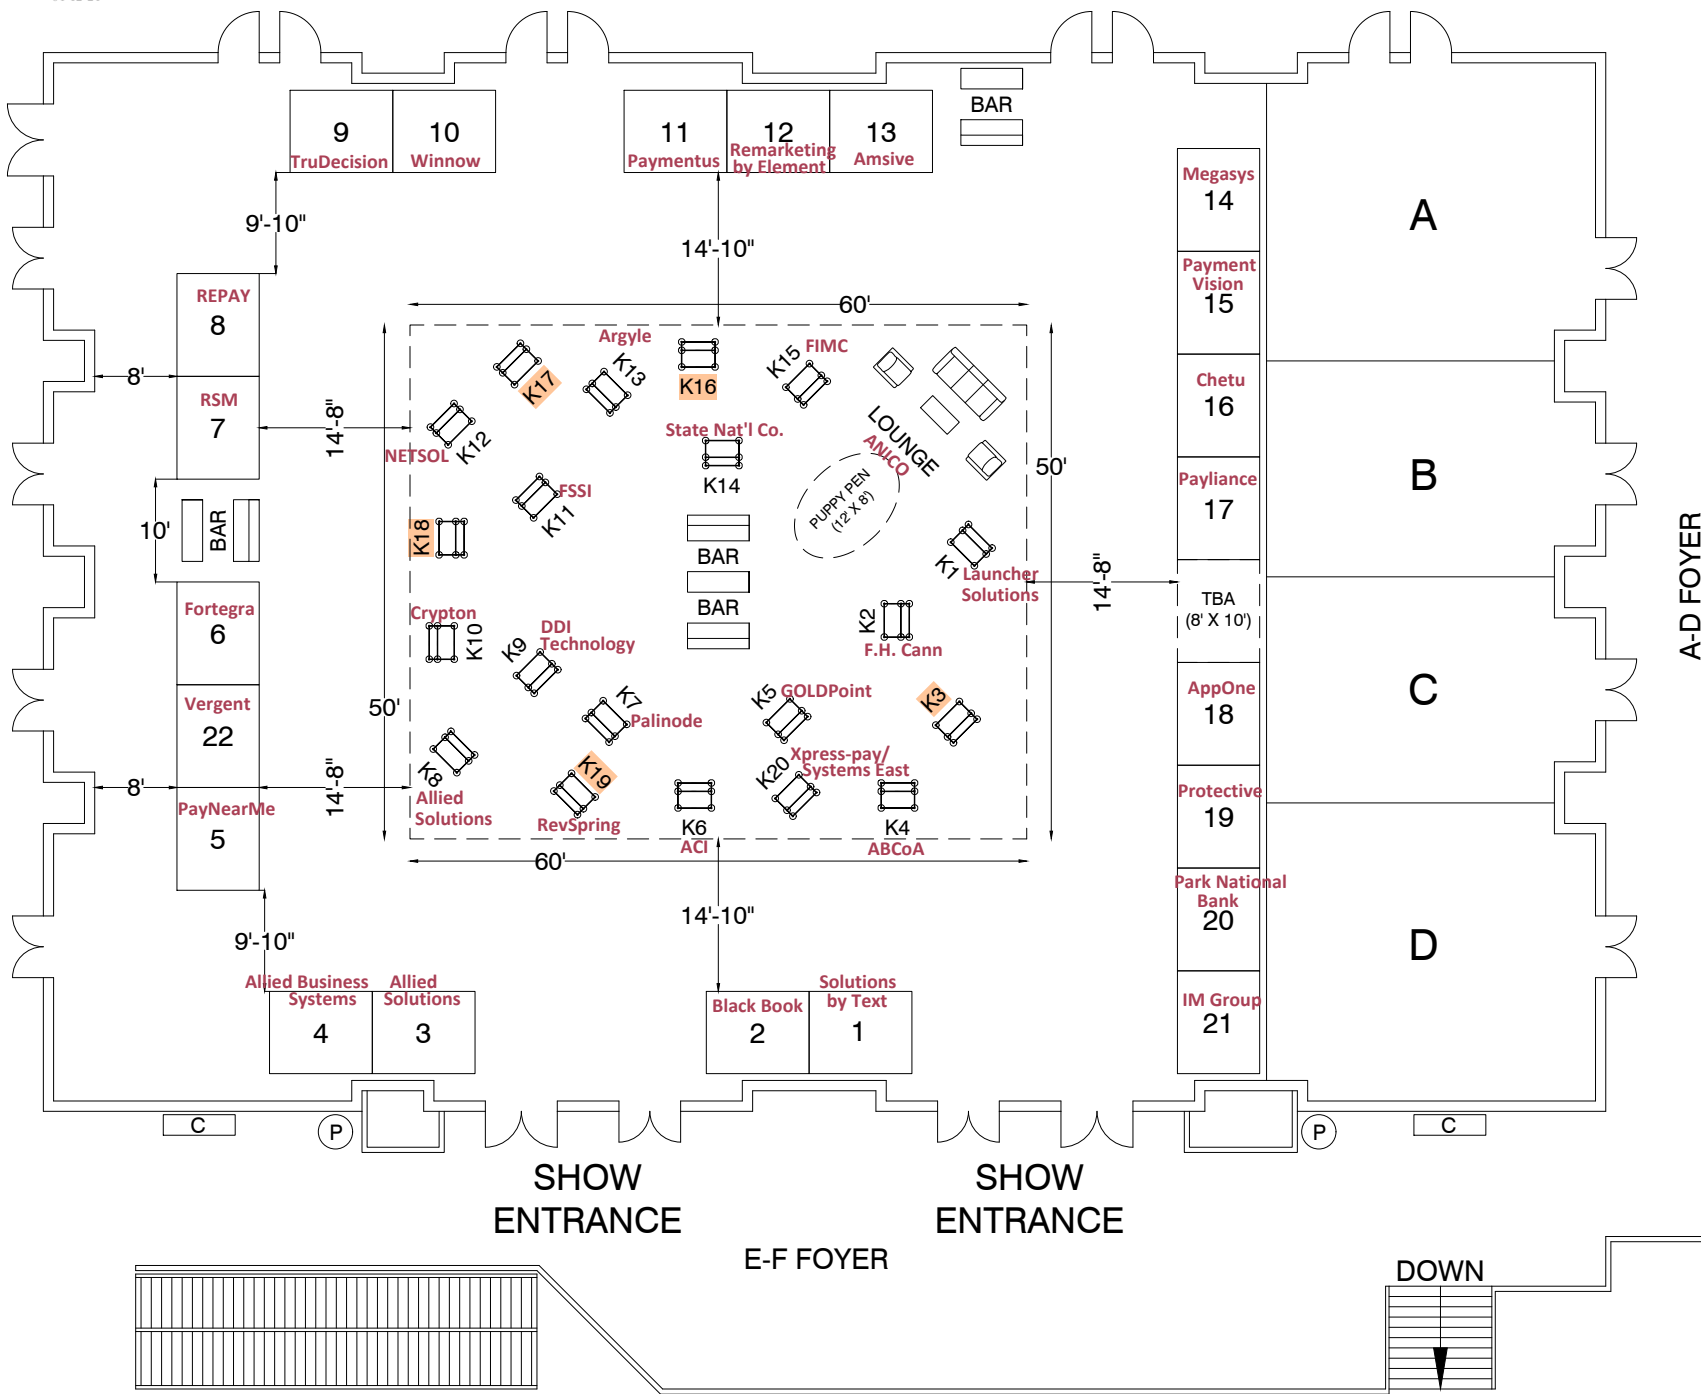 BAR
9
TruDecision
10
Winnow
11
Paymentus
12
Remarketing
by Element
13
Amsive
Megasys
14
A
9'-10"
14'-10"
Payment
Vision
15
REPAY
8
60'
Argyle
FIMC
K17
K13
K16
K15
8'
RSM
7
14'-8"
Chetu
16
LOUNGE
ANICO
NETSOL
K12
State Nat'l Co.
K14
50'
B
PUPPY PEN
(12' X 8')
Payliance
17
FSSI
K11
10'
BAR
K18
BAR
K1
Launcher
Solutions
14'-8"
TBA
(8' X 10')
A-D FOYER
BAR
Fortegra
6
Crypton
K10
DDI
Technology
K9
K2
F.H. Cann
Vergent
22
50'
K7
Palinode
K5
GOLDPoint
K3
AppOne
18
C
8'
14'-8"
K8
Allied
Solutions
K19
RevSpring
Xpress-pay/
Systems East
K20
PayNearMe
5
K6
ACI
K4
ABCoA
Protective
19
60'
Park National
Bank
20
9'-10"
14'-10"
D
Allied Business
Systems
4
Allied
Solutions
3
Black Book
2
Solutions
by Text
1
IM Group
21
C
P
P
C
SHOW
ENTRANCE
SHOW
ENTRANCE
E-F FOYER
DOWN